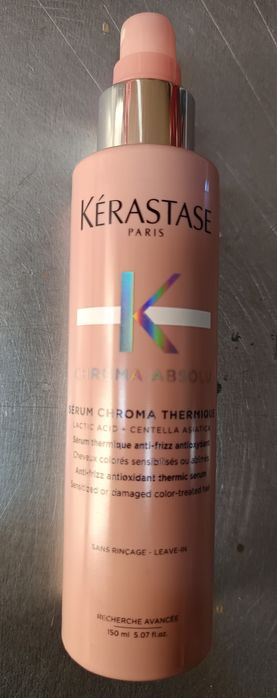 KÉRASTASE
PARIS
K
CHROMA ABSOLU
SÉRUM CHROMA THERMIQUE
LACTIC ACID + CENTELLA ASIATICA
Sérum thermique anti-frizz antioxydant
Cheveux colorés sensibilisés ou abîmés
Anti-frizz antioxidant thermic serum
Sensitized or damaged color-treated hair
SANS RINÇAGE - LEAVE-IN
RECHERCHE AVANCÉE
150 ml 5.07 fl.oz.